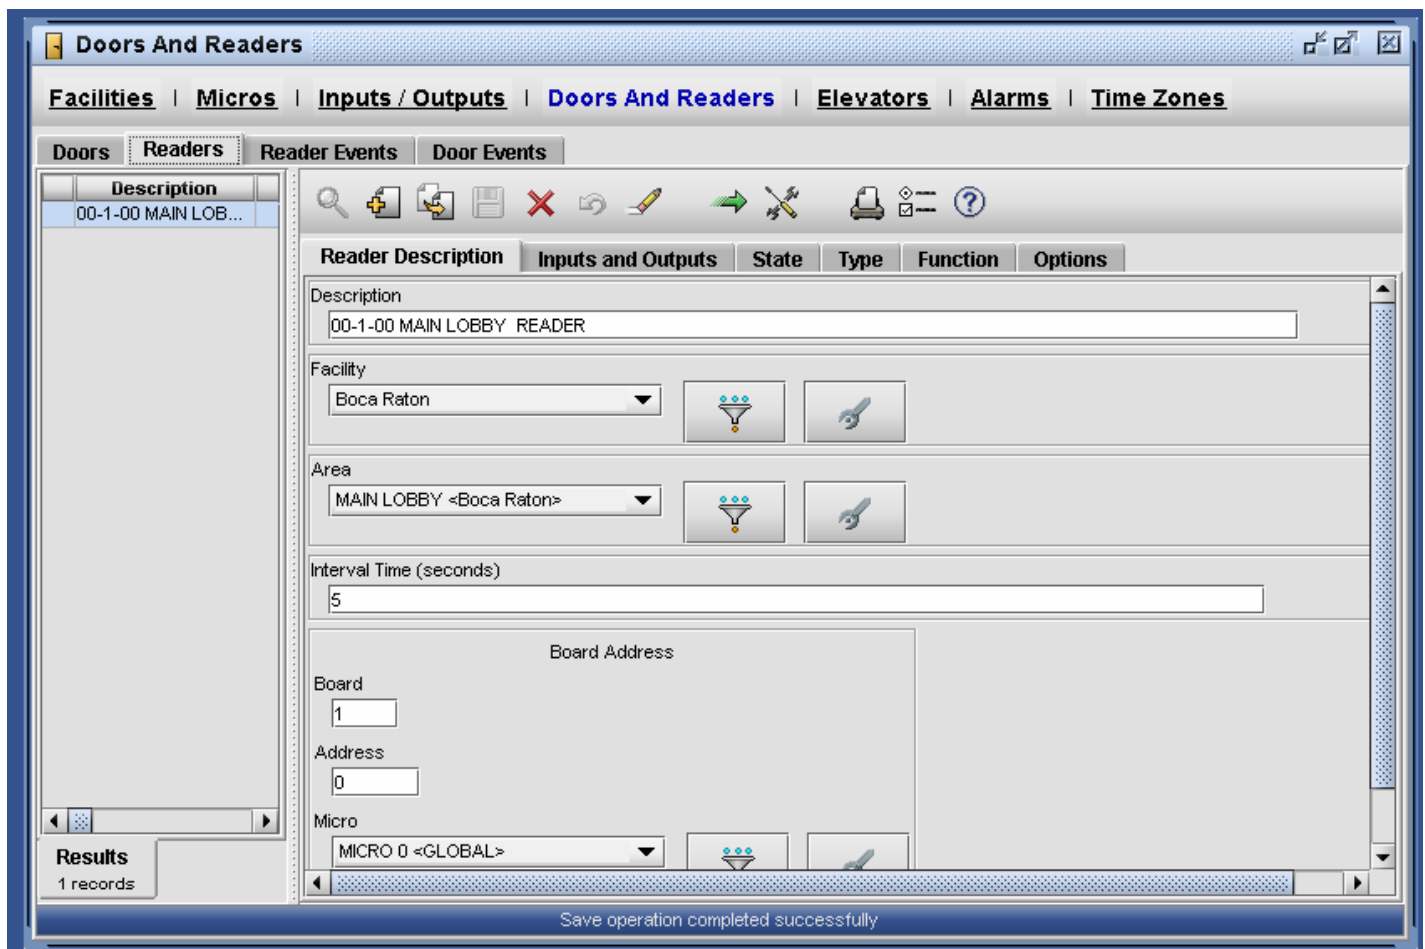 Doors And Readers
Facilities | Micros | Inputs / Outputs | Doors And Readers | Elevators | Alarms | Time Zones
Doors Readers Reader Events Door Events
Description
00-1-00 MAIN LOB...
Results
1 records
Reader Description Inputs and Outputs State Type Function Options
Description
00-1-00 MAIN LOBBY  READER
Facility
Boca Raton
Area
MAIN LOBBY <Boca Raton>
Interval Time (seconds)
5
Board Address
Board
1
Address
0
Micro
MICRO 0 <GLOBAL>
Save operation completed successfully